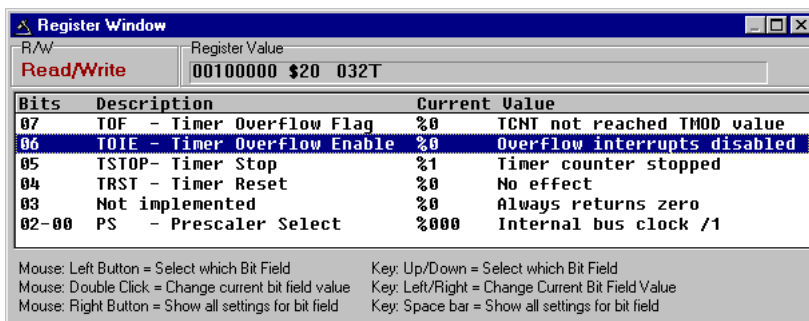 Register Window
R/W
Register Value
Read/Write
00100000 $20 032T
Bits Description Current Value
07 TOF - Timer Overflow Flag %0 TCNT not reached TMOD value
06 TOIE - Timer Overflow Enable %0 Overflow interrupts disabled
05 TSTOP- Timer Stop %1 Timer counter stopped
04 TRST - Timer Reset %0 No effect
03 Not implemented %0 Always returns zero
02-00 PS - Prescaler Select %000 Internal bus clock /1
Mouse: Left Button = Select which Bit Field Key: Up/Down = Select which Bit Field
Mouse: Double Click = Change current bit field value Key: Left/Right = Change Current Bit Field Value
Mouse: Right Button = Show all settings for bit field Key: Space bar = Show all settings for bit field